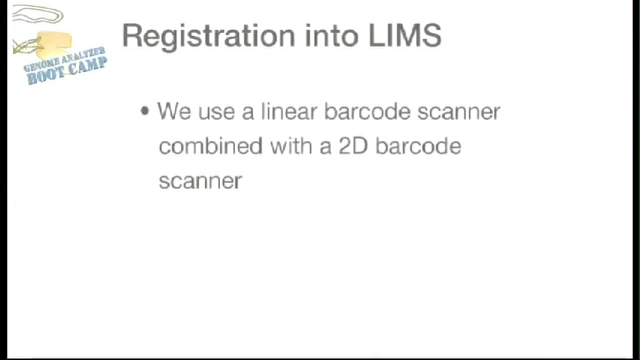 Registration into LIMS
GENOME ANALYZER
BOOT CAMP
• We use a linear barcode scanner
combined with a 2D barcode
scanner